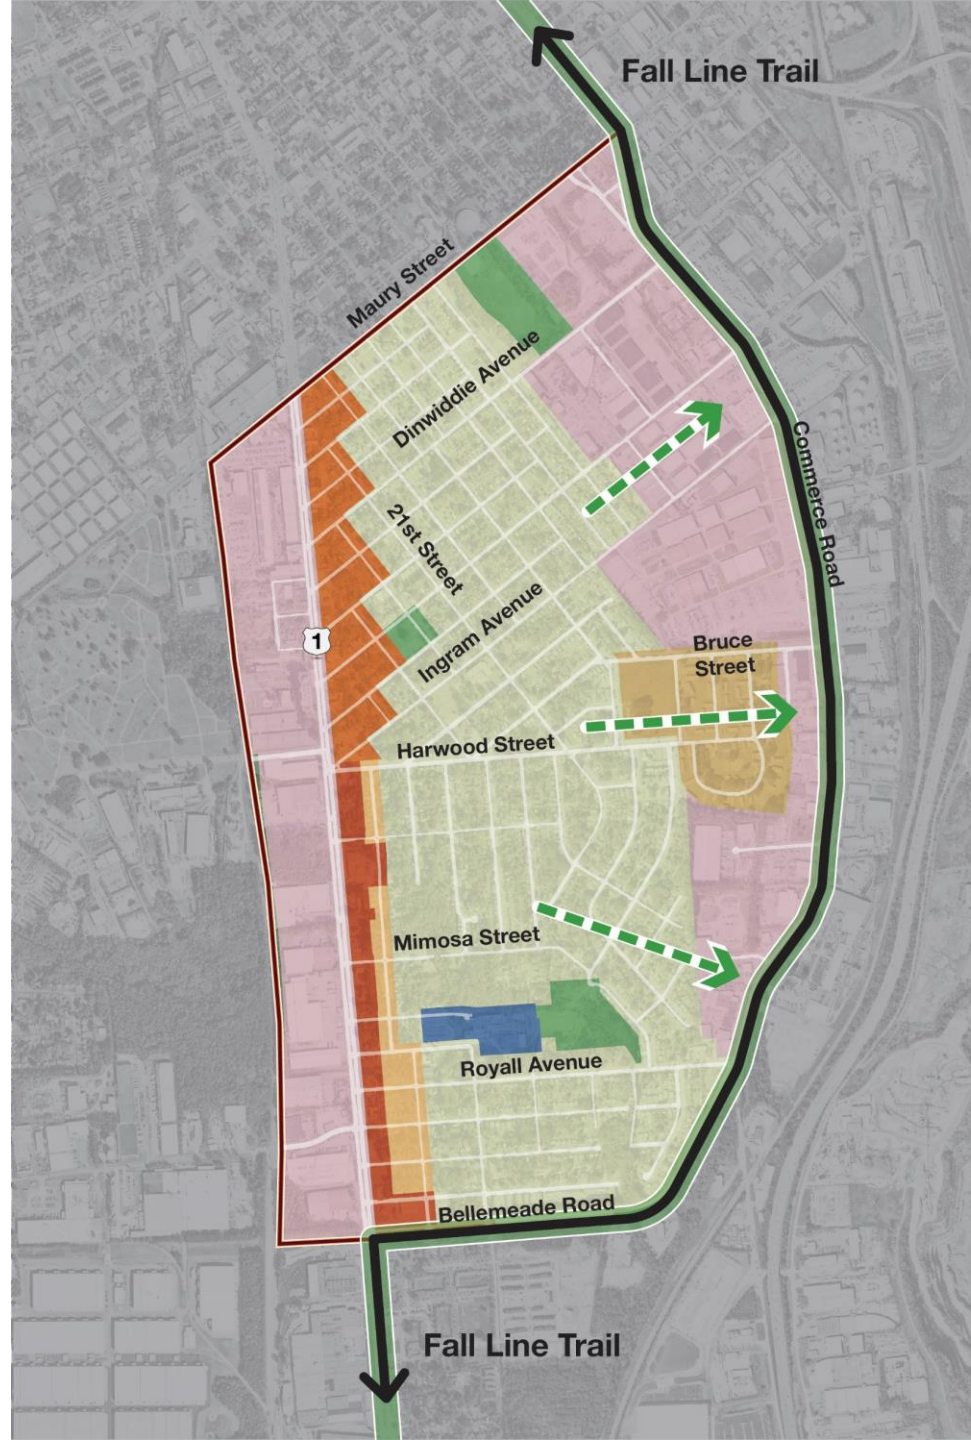 Fall Line Trail
Maury Street
Dinwiddie Avenue
Commerce Road
21st Street
Ingram Avenue
1
Bruce
Street
Harwood Street
Mimosa Street
Royall Avenue
Bellemeade Road
Fall Line Trail